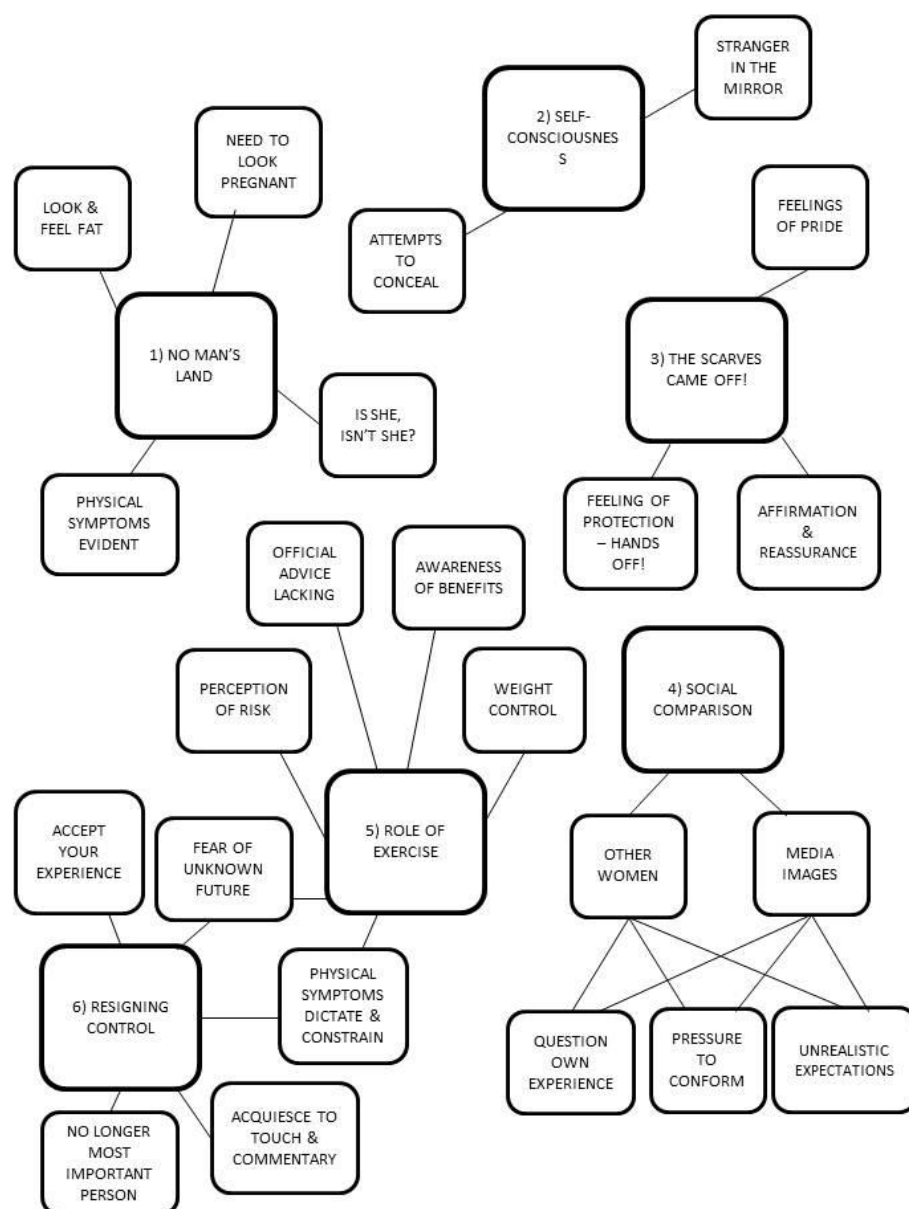 STRANGER
IN THE
MIRROR
2) SELF-
CONSCIOUSNES
S
NEED TO
LOOK
PREGNANT
LOOK &
FEEL FAT
ATTEMPTS
TO
CONCEAL
FEELINGS
OF PRIDE
1) NO MAN'S
LAND
3) THE SCARVES
CAME OFF!
IS SHE,
ISN'T SHE?
PHYSICAL
SYMPTOMS
EVIDENT
FEELING OF
PROTECTION
– HANDS
OFF!
AFFIRMATION
&
REASSURANCE
OFFICIAL
ADVICE
LACKING
AWARENESS
OF BENEFITS
PERCEPTION
OF RISK
WEIGHT
CONTROL
4) SOCIAL
COMPARISON
5) ROLE OF
EXERCISE
ACCEPT
YOUR
EXPERIENCE
FEAR OF
UNKNOWN
FUTURE
OTHER
WOMEN
MEDIA
IMAGES
6) RESIGNING
CONTROL
PHYSICAL
SYMPTOMS
DICTATE &
CONSTRAIN
QUESTION
OWN
EXPERIENCE
PRESSURE
TO
CONFORM
UNREALISTIC
EXPECTATIONS
NO LONGER
MOST
IMPORTANT
PERSON
ACQUIESCE TO
TOUCH &
COMMENTARY